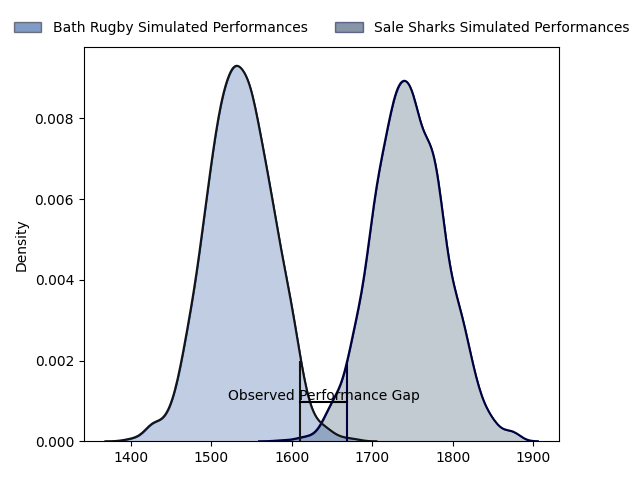 Bath Rugby Simulated Performances Sale Sharks Simulated Performances
0.008
0.006
0.004
0.002
0.000
Density
Observed Performance Gap
1400 1500 1600 1700 1800 1900